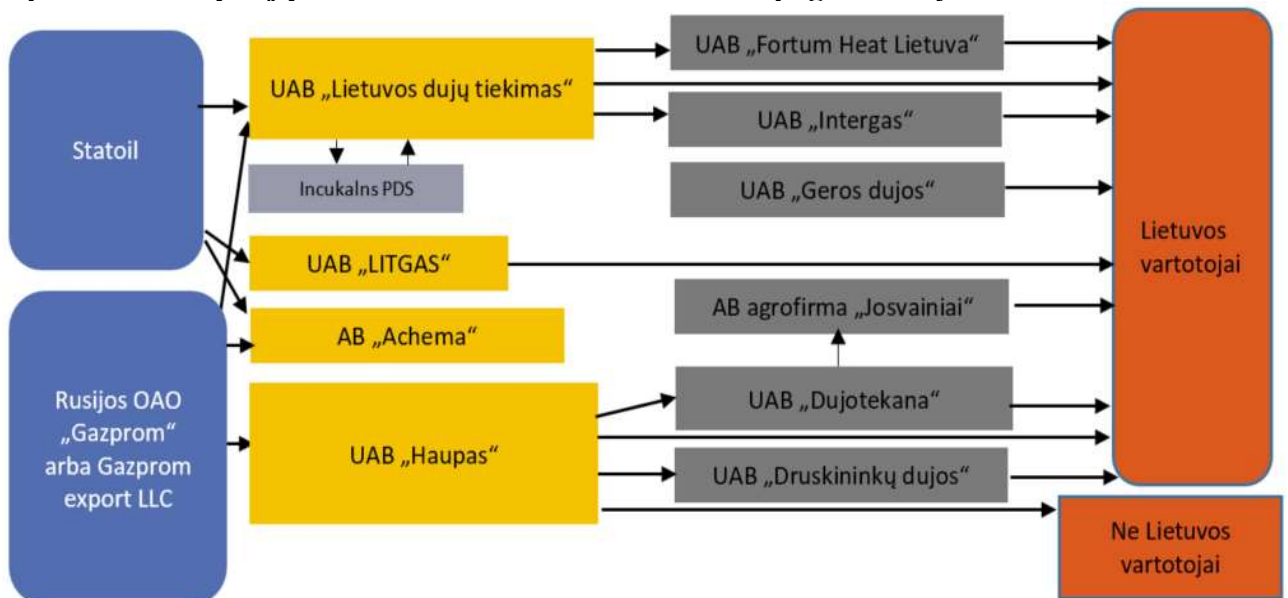 Statoil
Rusijos OAO
„Gazprom“
arba Gazprom
export LLC
UAB „Lietuvos dujų tiekimas“
Incukalns PDS
UAB „LITGAS“
AB „Achema“
UAB „Haupas“
UAB „Fortum Heat Lietuva“
UAB „Intergas“
UAB „Geros dujos“
AB agrofirma „Josvainiai“
UAB „Dujotekana“
UAB „Druskininkų dujos“
Lietuvos
vartotojai
Ne Lietuvos
vartotojai